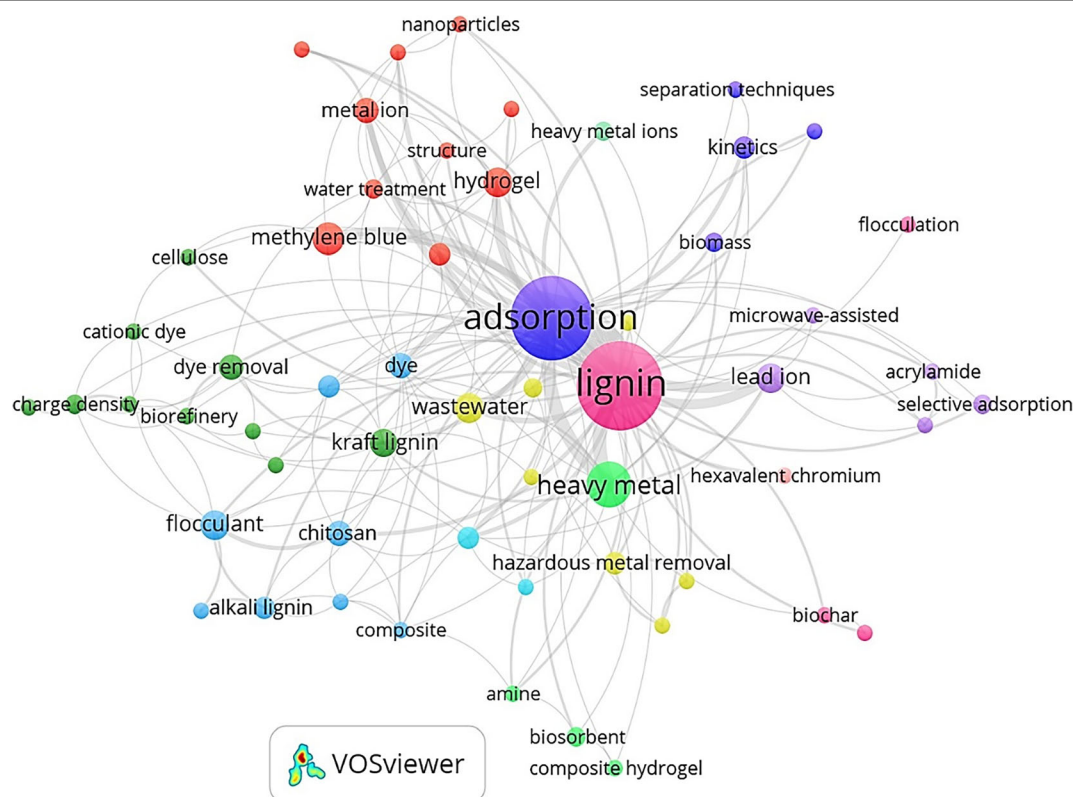 nanoparticles
separation techniques
metal ion
heavy metal ions
kinetics
structure
hydrogel
water treatment
flocculation
methylene blue
biomass
cellulose
adsorption
microwave-assisted
cationic dye
dye removal
dye
lead ion
acrylamide
lignin
charge density
biorefinery
wastewater
selective adsorption
kraft lignin
hexavalent chromium
heavy metal
flocculant
chitosan
hazardous metal removal
alkali lignin
biochar
composite
amine
biosorbent
VOSviewer
composite hydrogel